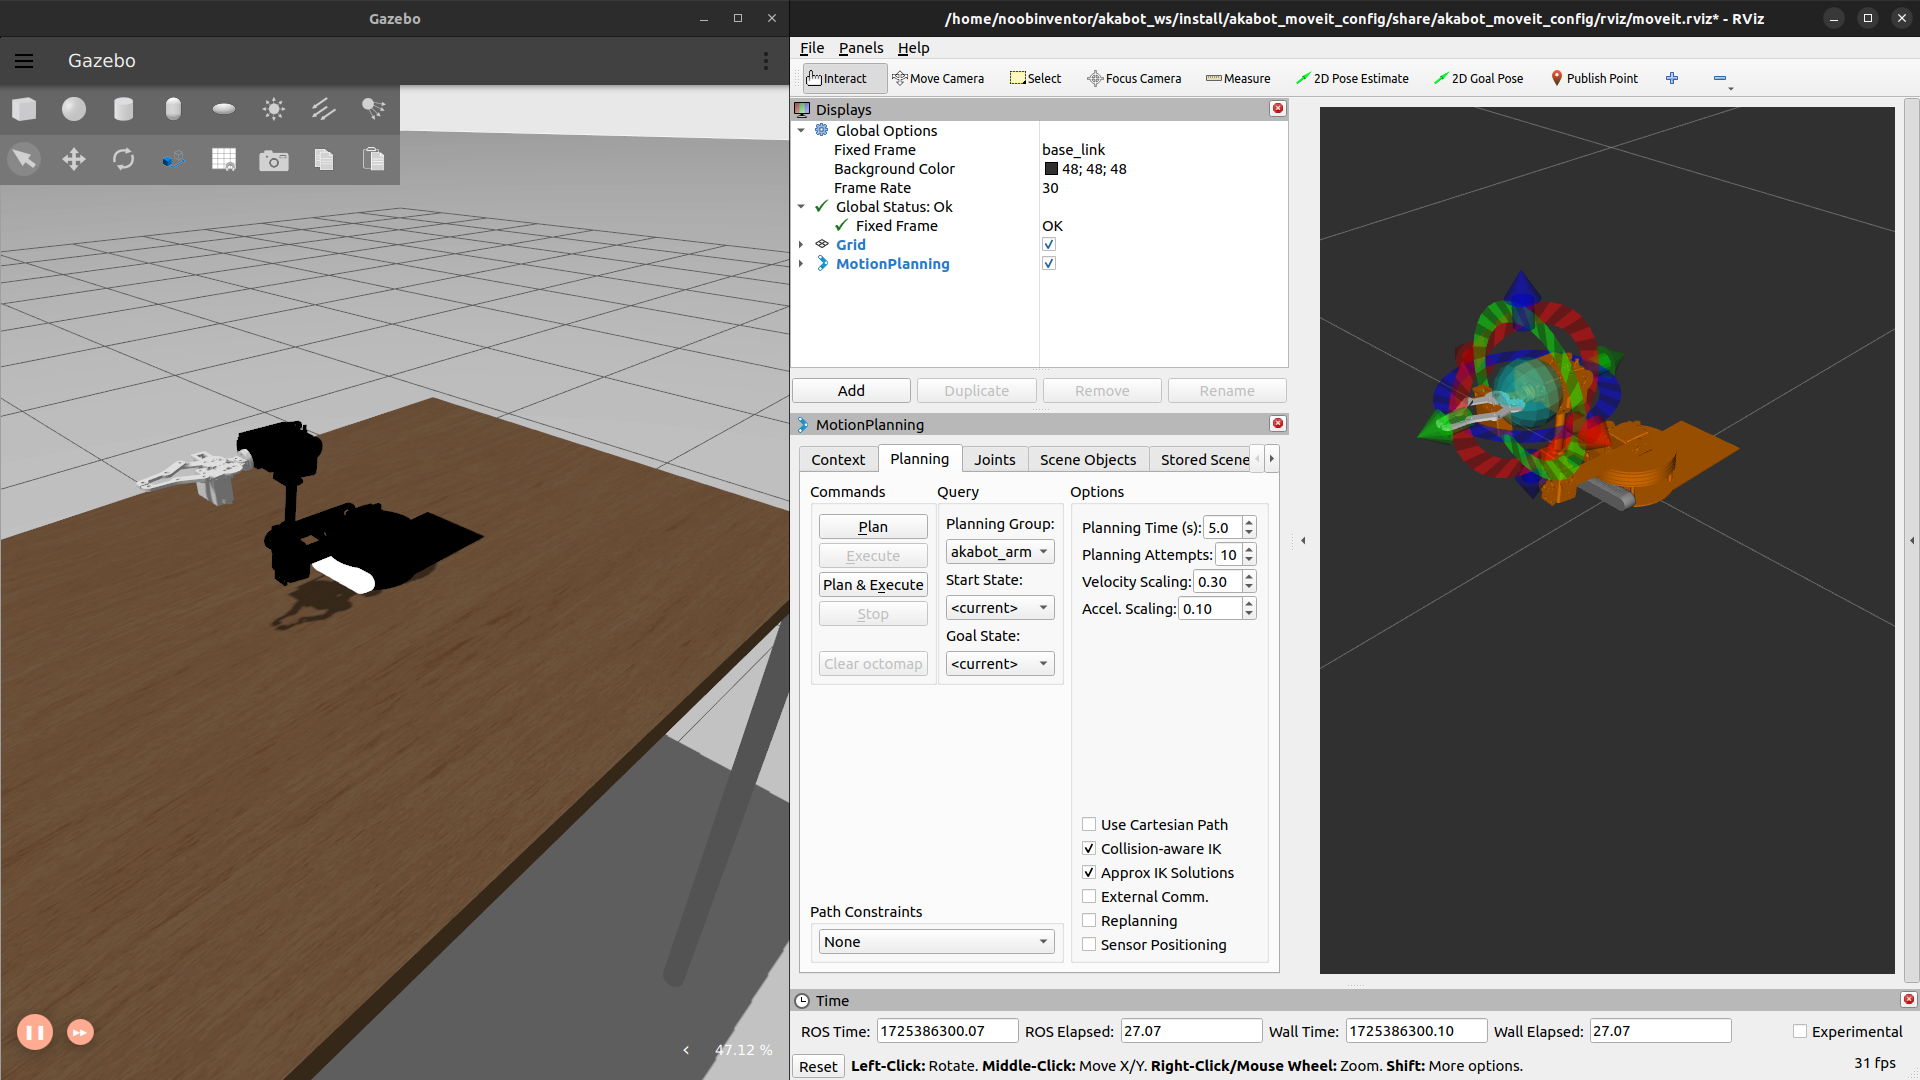 Gazebo
/home/noobinventor/akabot_ws/install/akabot_moveit_config/share/akabot_moveit_config/rviz/moveit.rviz* - RViz
Gazebo
File Panels Help
Interact Move Camera Select Focus Camera Measure 2D Pose Estimate 2D Goal Pose Publish Point
Displays
Global Options
Fixed Frame base_link
Background Color 48; 48; 48
Frame Rate 30
Global Status: Ok
Fixed Frame OK
Grid
MotionPlanning
Add Duplicate Remove Rename
MotionPlanning
Context Planning Joints Scene Objects Stored Scene
Commands Query Options
Plan
Execute
Plan & Execute
Stop
Clear octomap
Planning Group:
akabot_arm
Start State:
<current>
Goal State:
<current>
Planning Time (s): 5.0
Planning Attempts: 10
Velocity Scaling: 0.30
Accel. Scaling: 0.10
Use Cartesian Path
Collision-aware IK
Approx IK Solutions
External Comm.
Replanning
Sensor Positioning
Path Constraints
None
Time
ROS Time: 1725386300.07 ROS Elapsed: 27.07 Wall Time: 1725386300.10 Wall Elapsed: 27.07 Experimental
47.12 %
Reset Left-Click: Rotate. Middle-Click: Move X/Y. Right-Click/Mouse Wheel: Zoom. Shift: More options. 31 fps